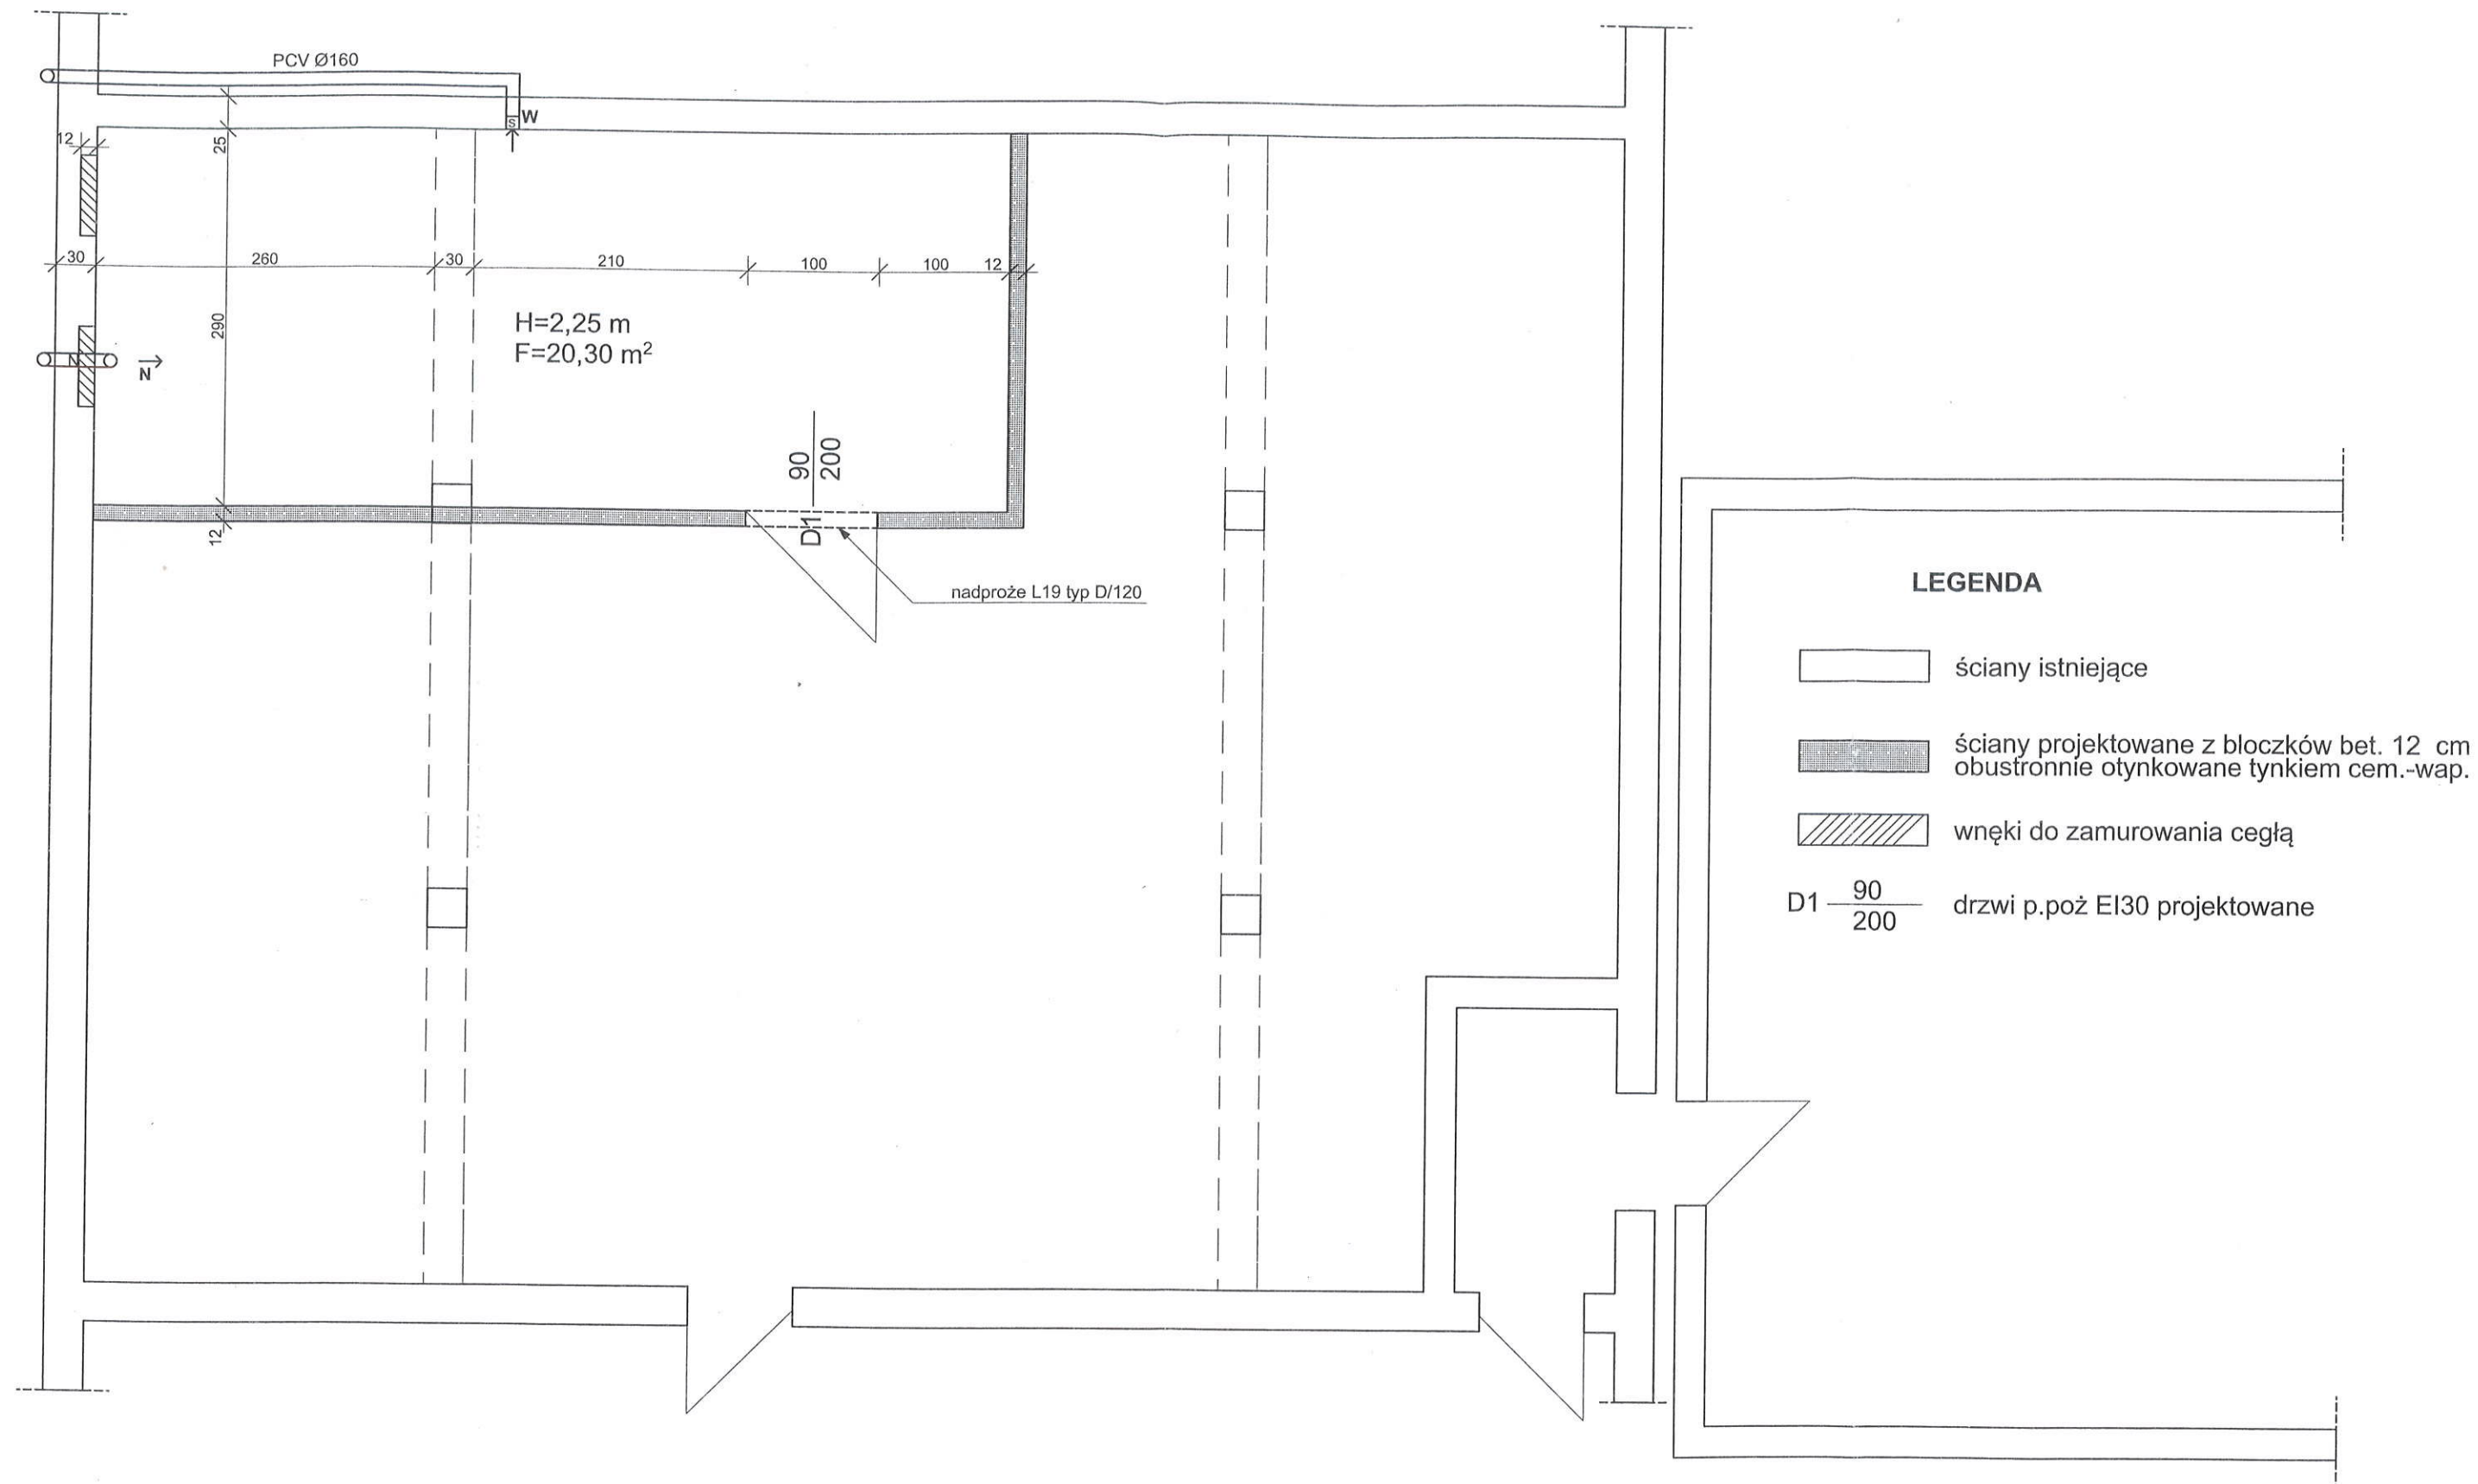 PCV Ø160
W
S
12
25
30
260
30
210
100
100
12
290
H=2,25 m
F=20,30 m²
N
N
90
200
D1
12
nadproże L19 typ D/120
LEGENDA
ściany istniejące
ściany projektowane z bloczków bet. 12 cm
obustronnie otynkowane tynkiem cem.-wap.
wnęki do zamurowania cegłą
D1 90
200
drzwi p.poż EI30 projektowane